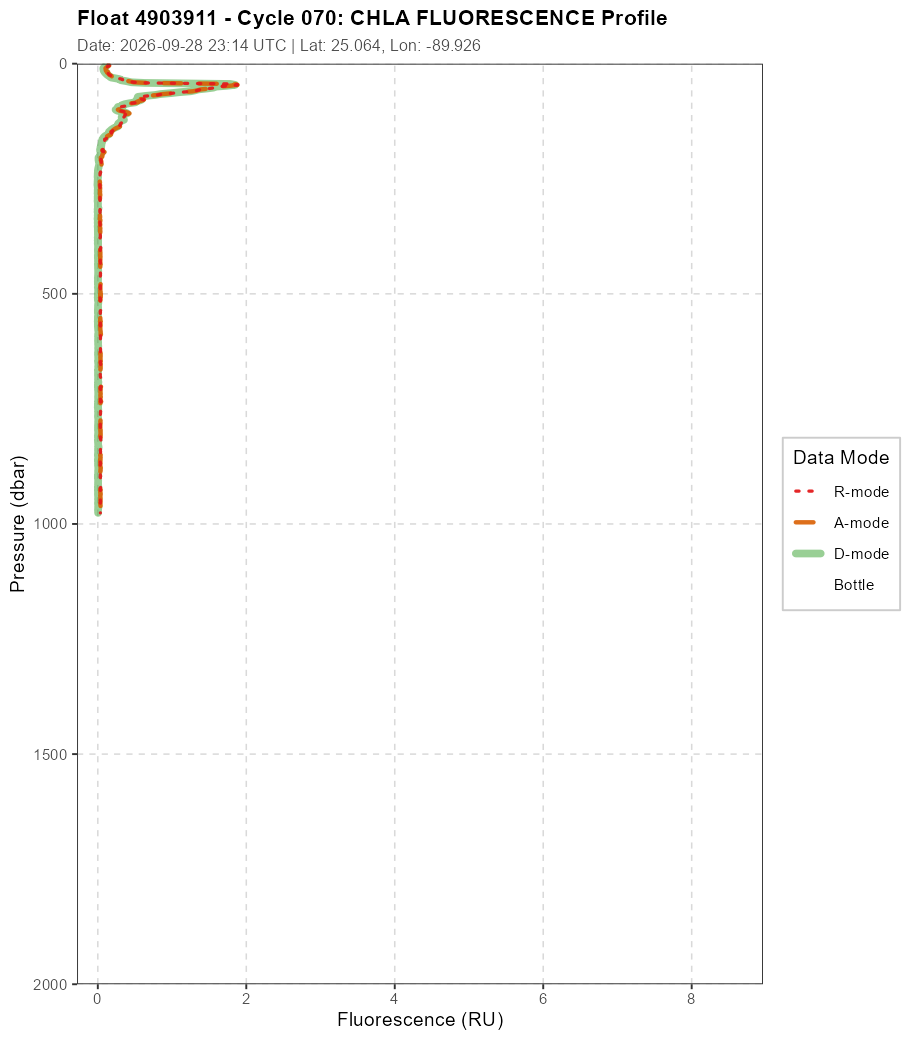 Float 4903911 - Cycle 070: CHLA FLUORESCENCE Profile
Date: 2026-09-28 23:14 UTC | Lat: 25.064, Lon: -89.926
0
500
1000
1500
2000
Pressure (dbar)
0 2 4 6 8
Fluorescence (RU)
Data Mode
R-mode
A-mode
D-mode
Bottle